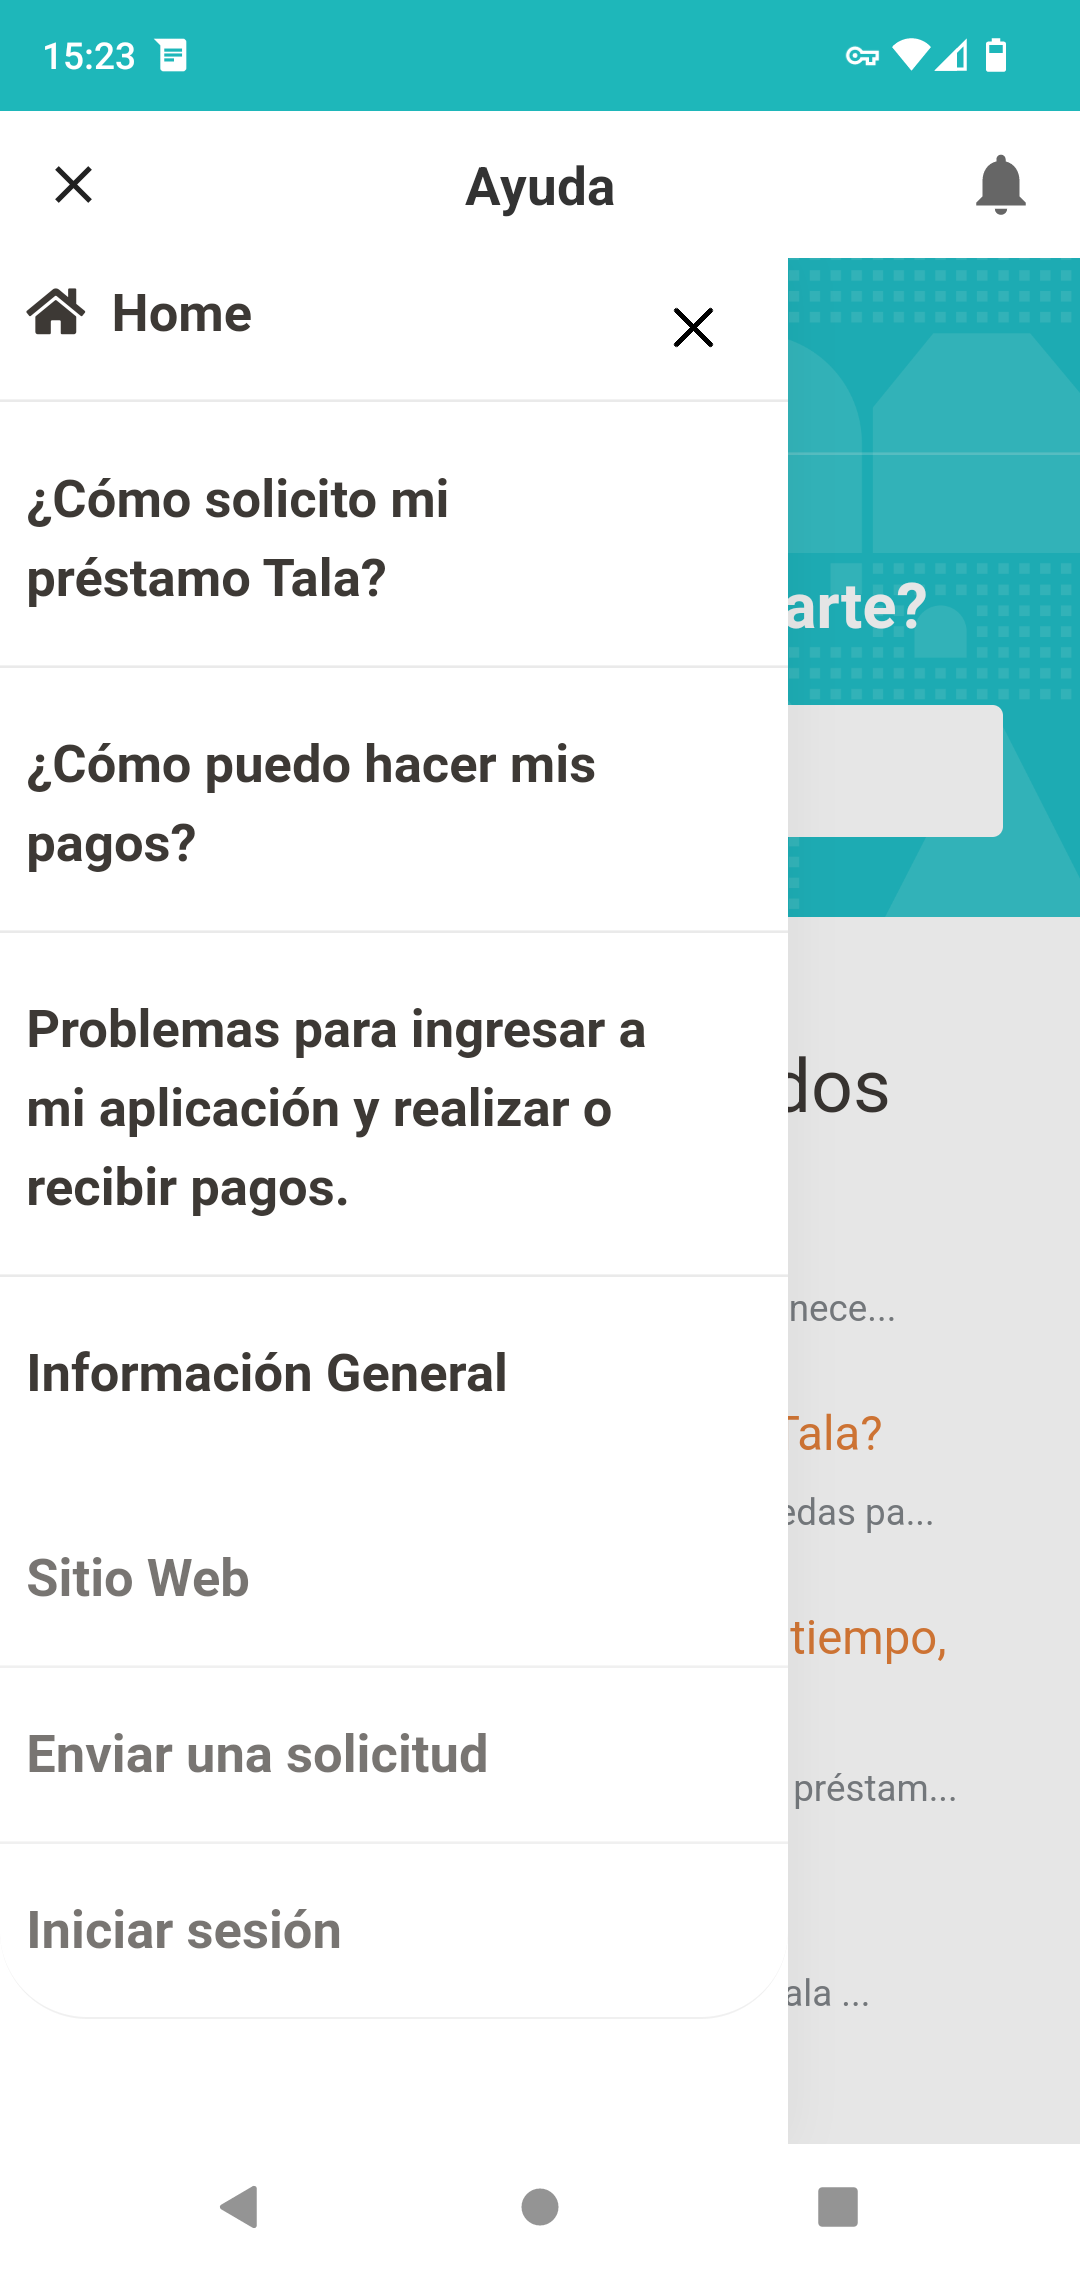 15:23
Ayuda
Home
¿Cómo solicito mi
préstamo Tala?
¿Cómo puedo hacer mis
pagos?
Problemas para ingresar a
mi aplicación y realizar o
recibir pagos.
Información General
Sitio Web
Enviar una solicitud
Iniciar sesión
arte?
dos
nece...
Tala?
edas pa...
tiempo,
préstam...
ala ...